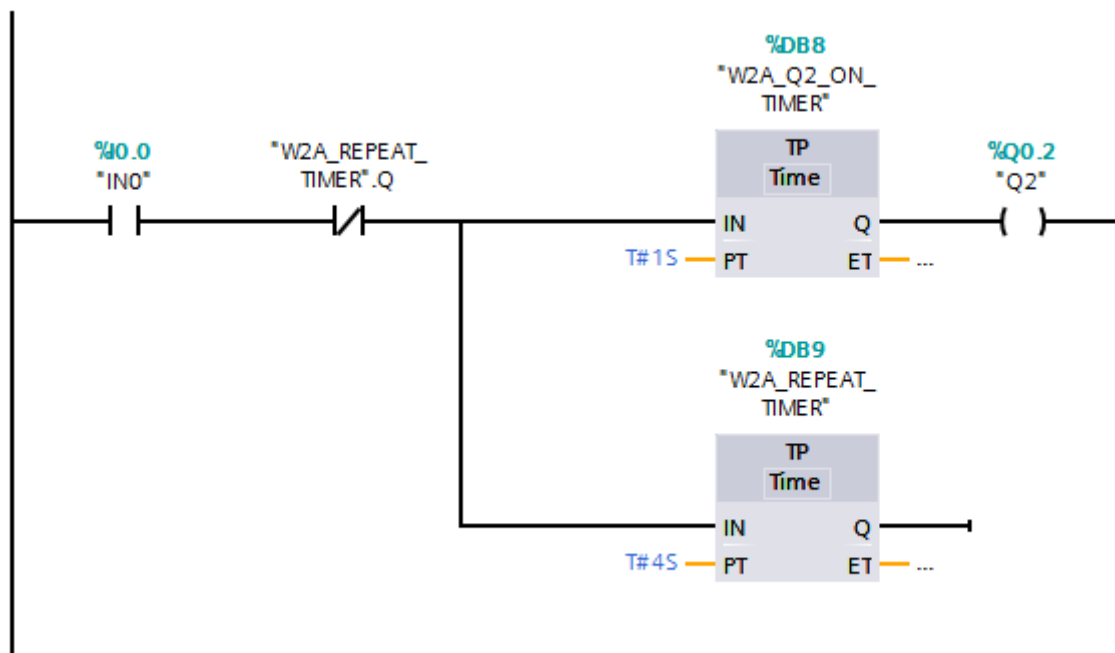 %DB8
"W2A_Q2_ON_
TIMER"
%I0.0
"IN0"
"W2A_REPEAT_
TIMER".Q
TP
Time
%Q0.2
"Q2"
IN Q
T#1S PT ET ...
%DB9
"W2A_REPEAT_
TIMER"
TP
Time
IN Q
T#4S PT ET ...